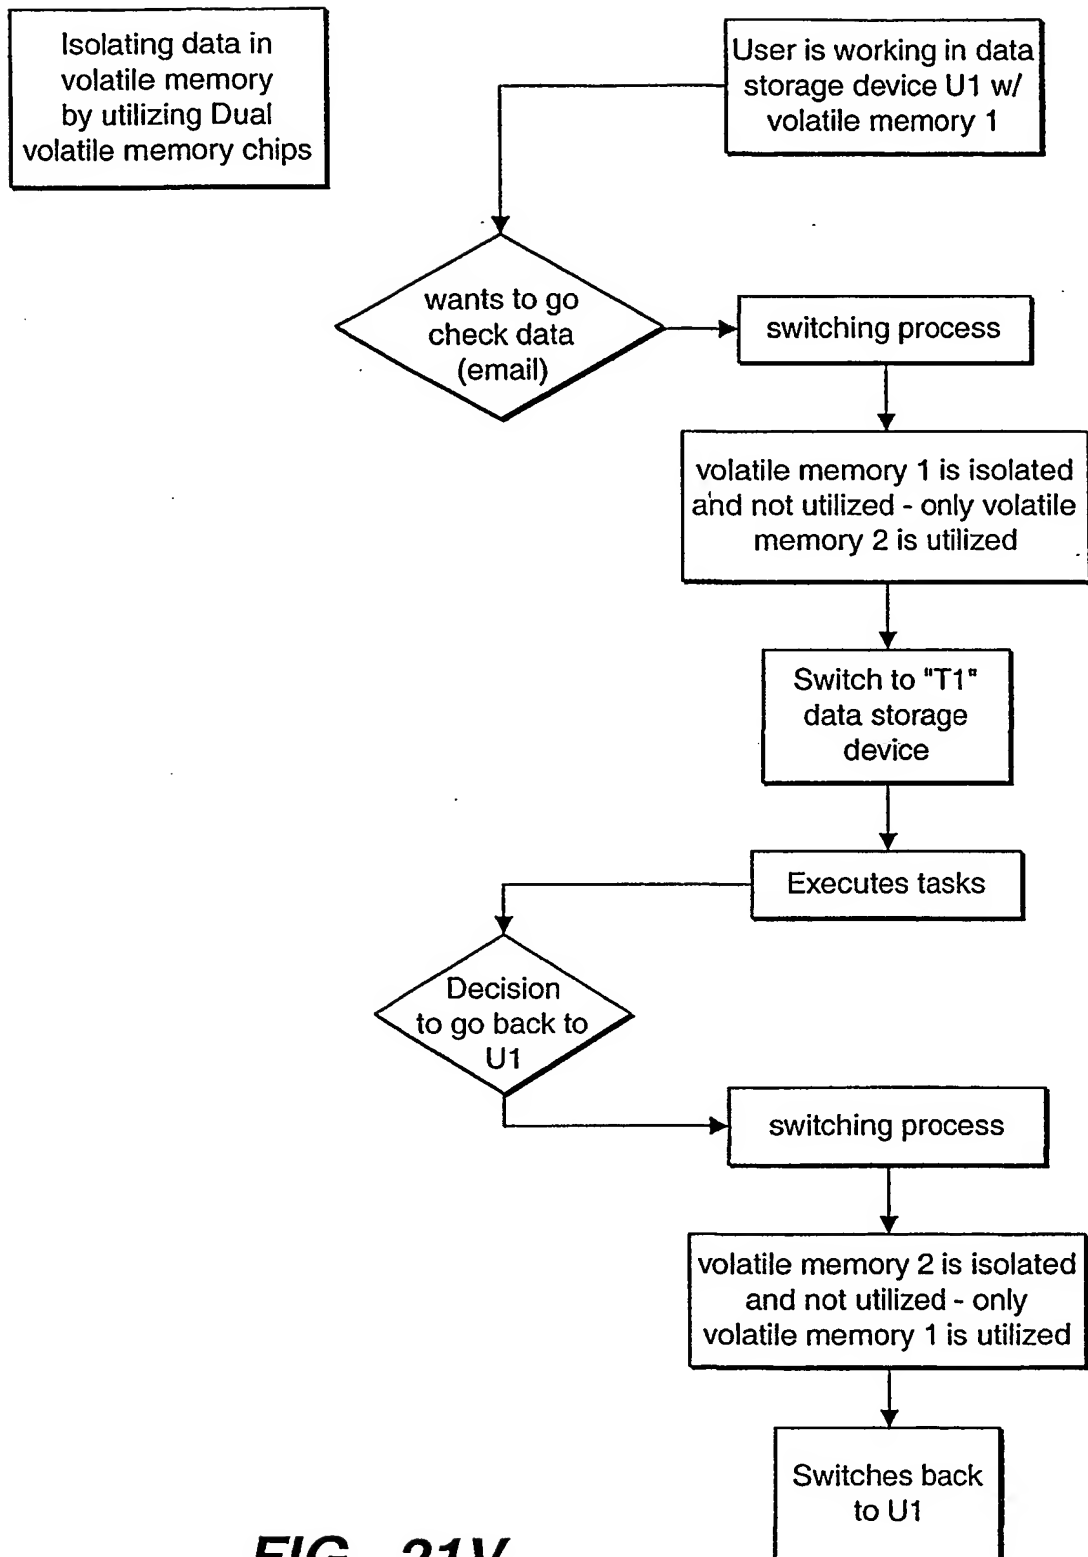 Isolating data in
volatile memory
by utilizing Dual
volatile memory chips
User is working in data
storage device U1 w/
volatile memory 1
wants to go
check data
(email)
switching process
volatile memory 1 is isolated
and not utilized - only volatile
memory 2 is utilized
Switch to "T1"
data storage
device
Executes tasks
Decision
to go back to
U1
switching process
volatile memory 2 is isolated
and not utilized - only
volatile memory 1 is utilized
Switches back
to U1
FIG._21V